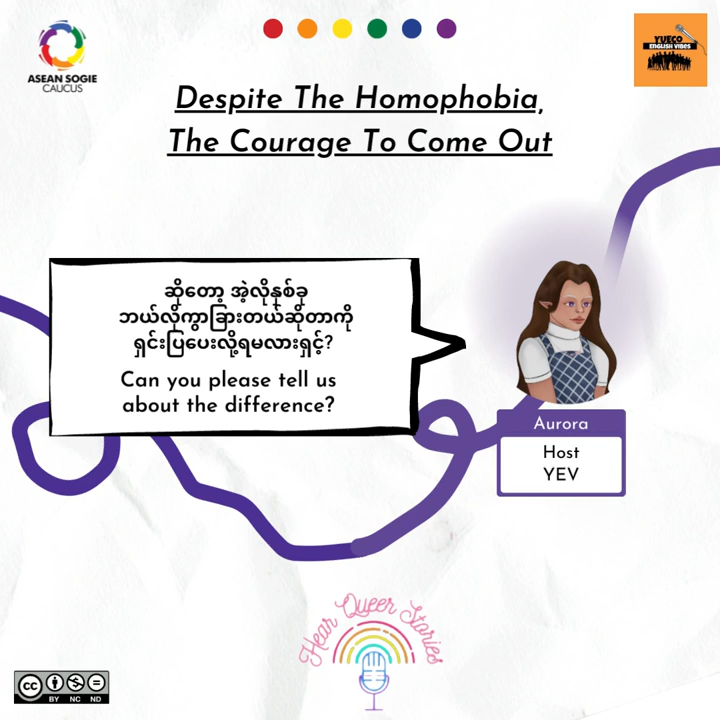 ASEAN SOGIE
CAUCUS
YUECO
ENGLISH VIBES
Despite The Homophobia,
The Courage To Come Out
ဆိုတော့ အဲ့လိုနှစ်ခု
ဘယ်လိုကွာခြားတယ်ဆိုတာကို
ရှင်းပြပေးလို့ရမလားရှင့်?
Can you please tell us
about the difference?
Aurora
Host
YEV
Hear Queer Stories
cc
BY NC ND